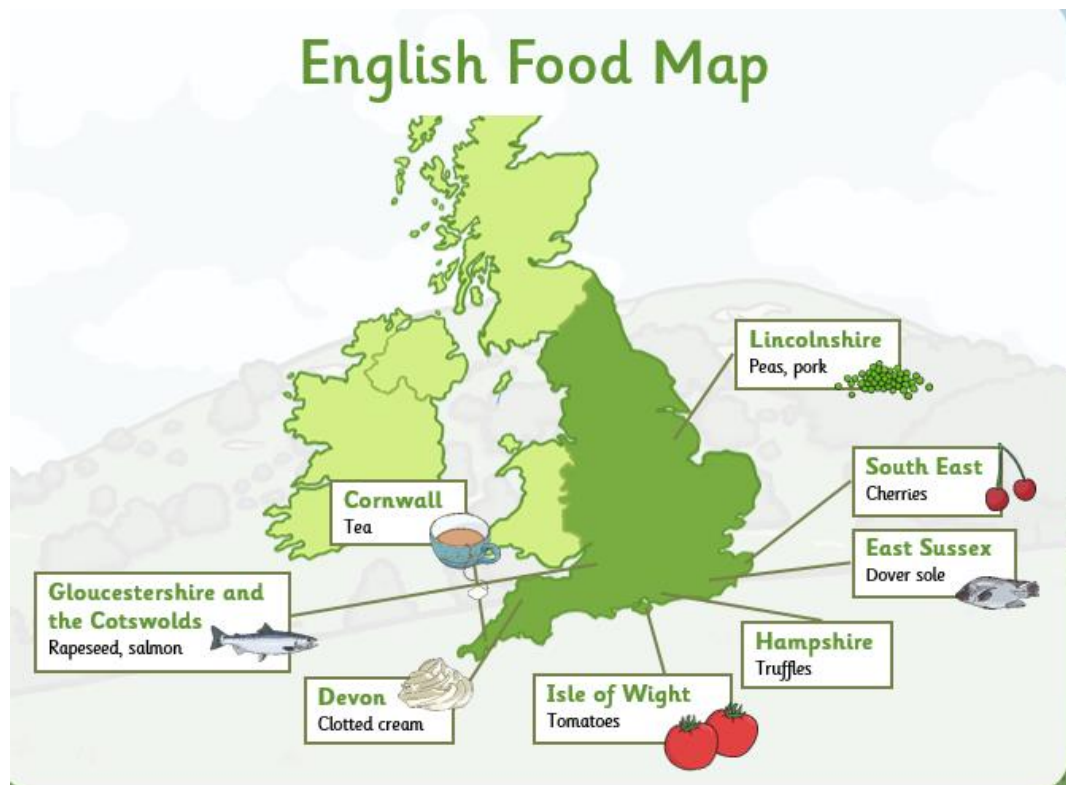 English Food Map
Lincolnshire
Peas, pork
South East
Cherries
Cornwall
Tea
East Sussex
Dover sole
Gloucestershire and
the Cotswolds
Rapeseed, salmon
Hampshire
Truffles
Devon
Clotted cream
Isle of Wight
Tomatoes